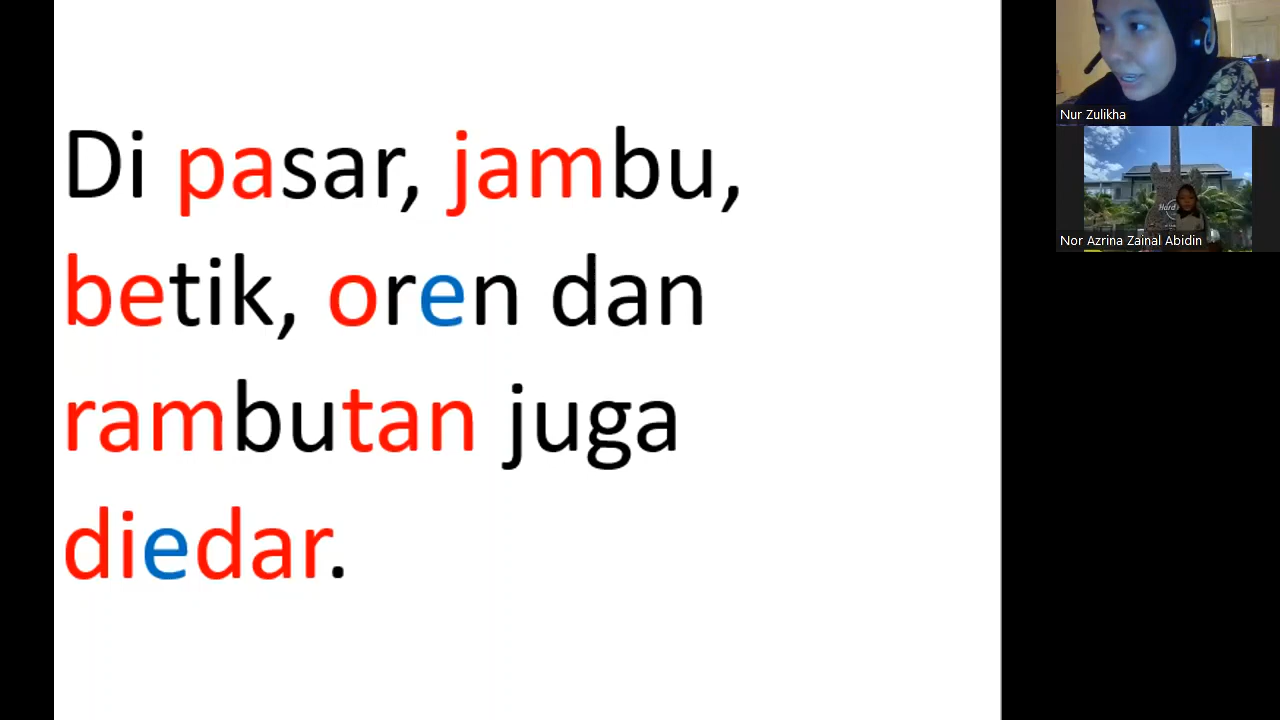 Di pasar, jambu,
betik, oren dan
rambutan juga
diedar.
Nur Zulikha
Nor Azrina Zainal Abidin